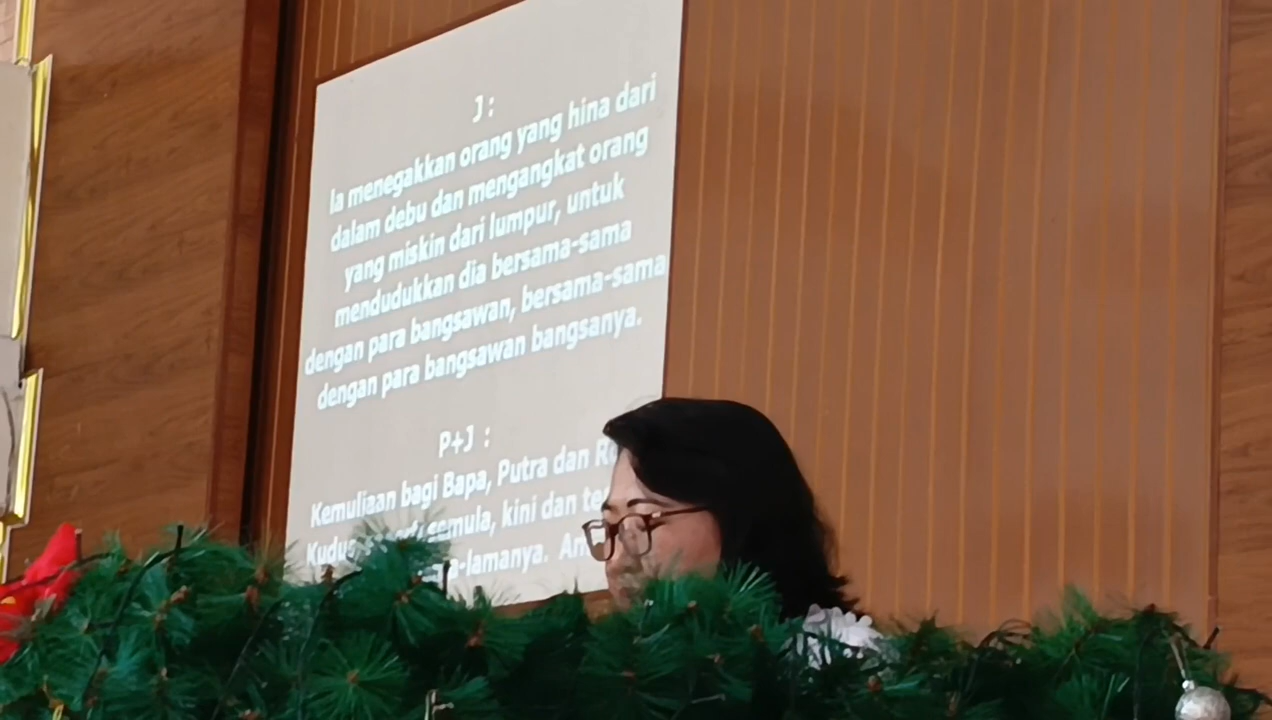 J :
Ia menegakkan orang yang hina dari
dalam debu dan mengangkat orang
yang miskin dari lumpur, untuk
mendudukkan dia bersama-sama
dengan para bangsawan, bersama-sama
dengan para bangsawan bangsanya.
P+J :
Kemuliaan bagi Bapa, Putra dan
semula, kini dan